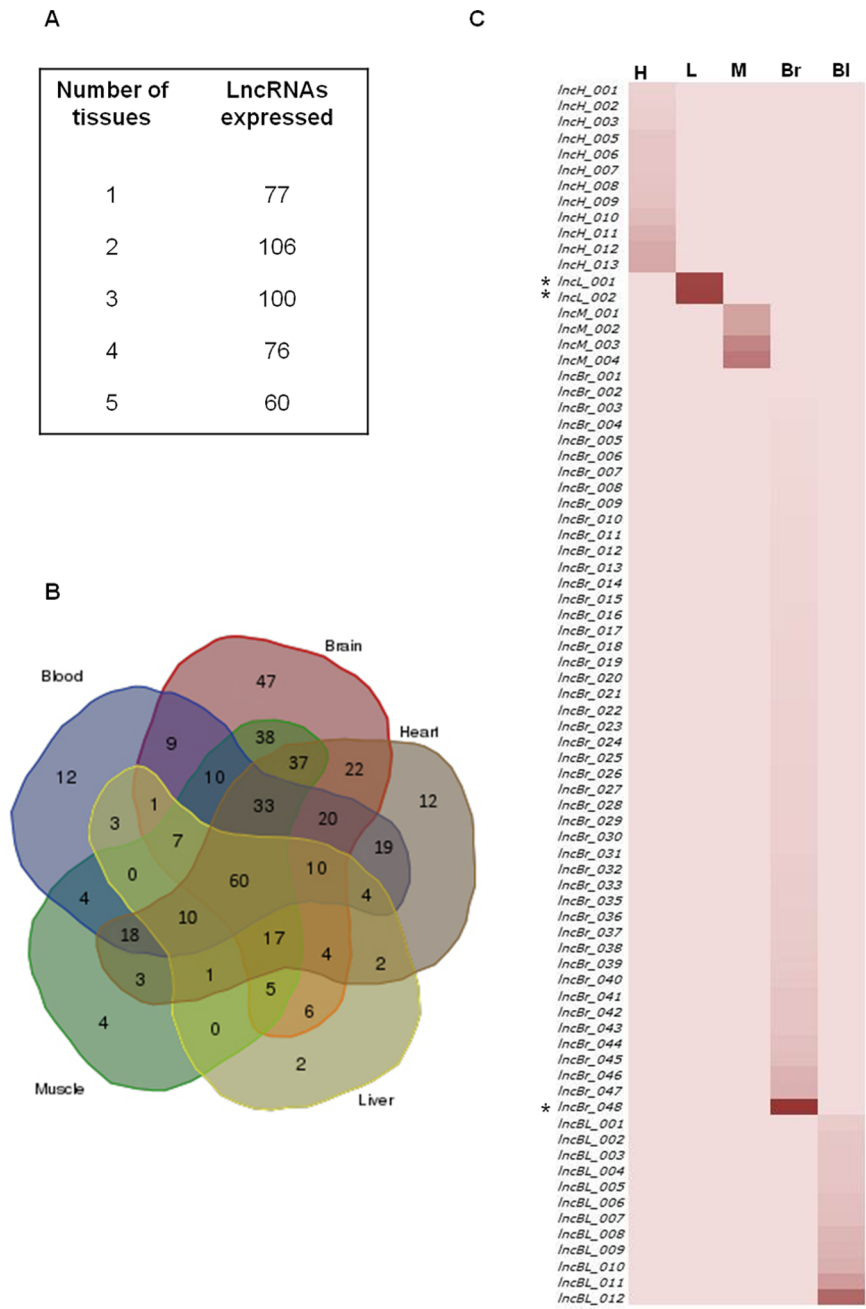 A
Number of tissues LncRNAs expressed
1 77
2 106
3 100
4 76
5 60
B
Brain
Blood
Heart
Muscle
Liver
47
9
38
37
22
12
12
10
33
20
19
1
3
7
0
60
10
4
4
18
10
17
4
2
3
1
5
6
4
0
2
C
H L M Br Bl
lncH_001
lncH_002
lncH_003
lncH_005
lncH_006
lncH_007
lncH_008
lncH_009
lncH_010
lncH_011
lncH_012
lncH_013
* lncL_001
* lncL_002
lncM_001
lncM_002
lncM_003
lncM_004
lncBr_001
lncBr_002
lncBr_003
lncBr_004
lncBr_005
lncBr_006
lncBr_007
lncBr_008
lncBr_009
lncBr_010
lncBr_011
lncBr_012
lncBr_013
lncBr_014
lncBr_015
lncBr_016
lncBr_017
lncBr_018
lncBr_019
lncBr_020
lncBr_021
lncBr_022
lncBr_023
lncBr_024
lncBr_025
lncBr_026
lncBr_027
lncBr_028
lncBr_029
lncBr_030
lncBr_031
lncBr_032
lncBr_033
lncBr_035
lncBr_036
lncBr_037
lncBr_038
lncBr_039
lncBr_040
lncBr_041
lncBr_042
lncBr_043
lncBr_044
lncBr_045
lncBr_046
lncBr_047
* lncBr_048
lncBL_001
lncBL_002
lncBL_003
lncBL_004
lncBL_005
lncBL_006
lncBL_007
lncBL_008
lncBL_009
lncBL_010
lncBL_011
lncBL_012